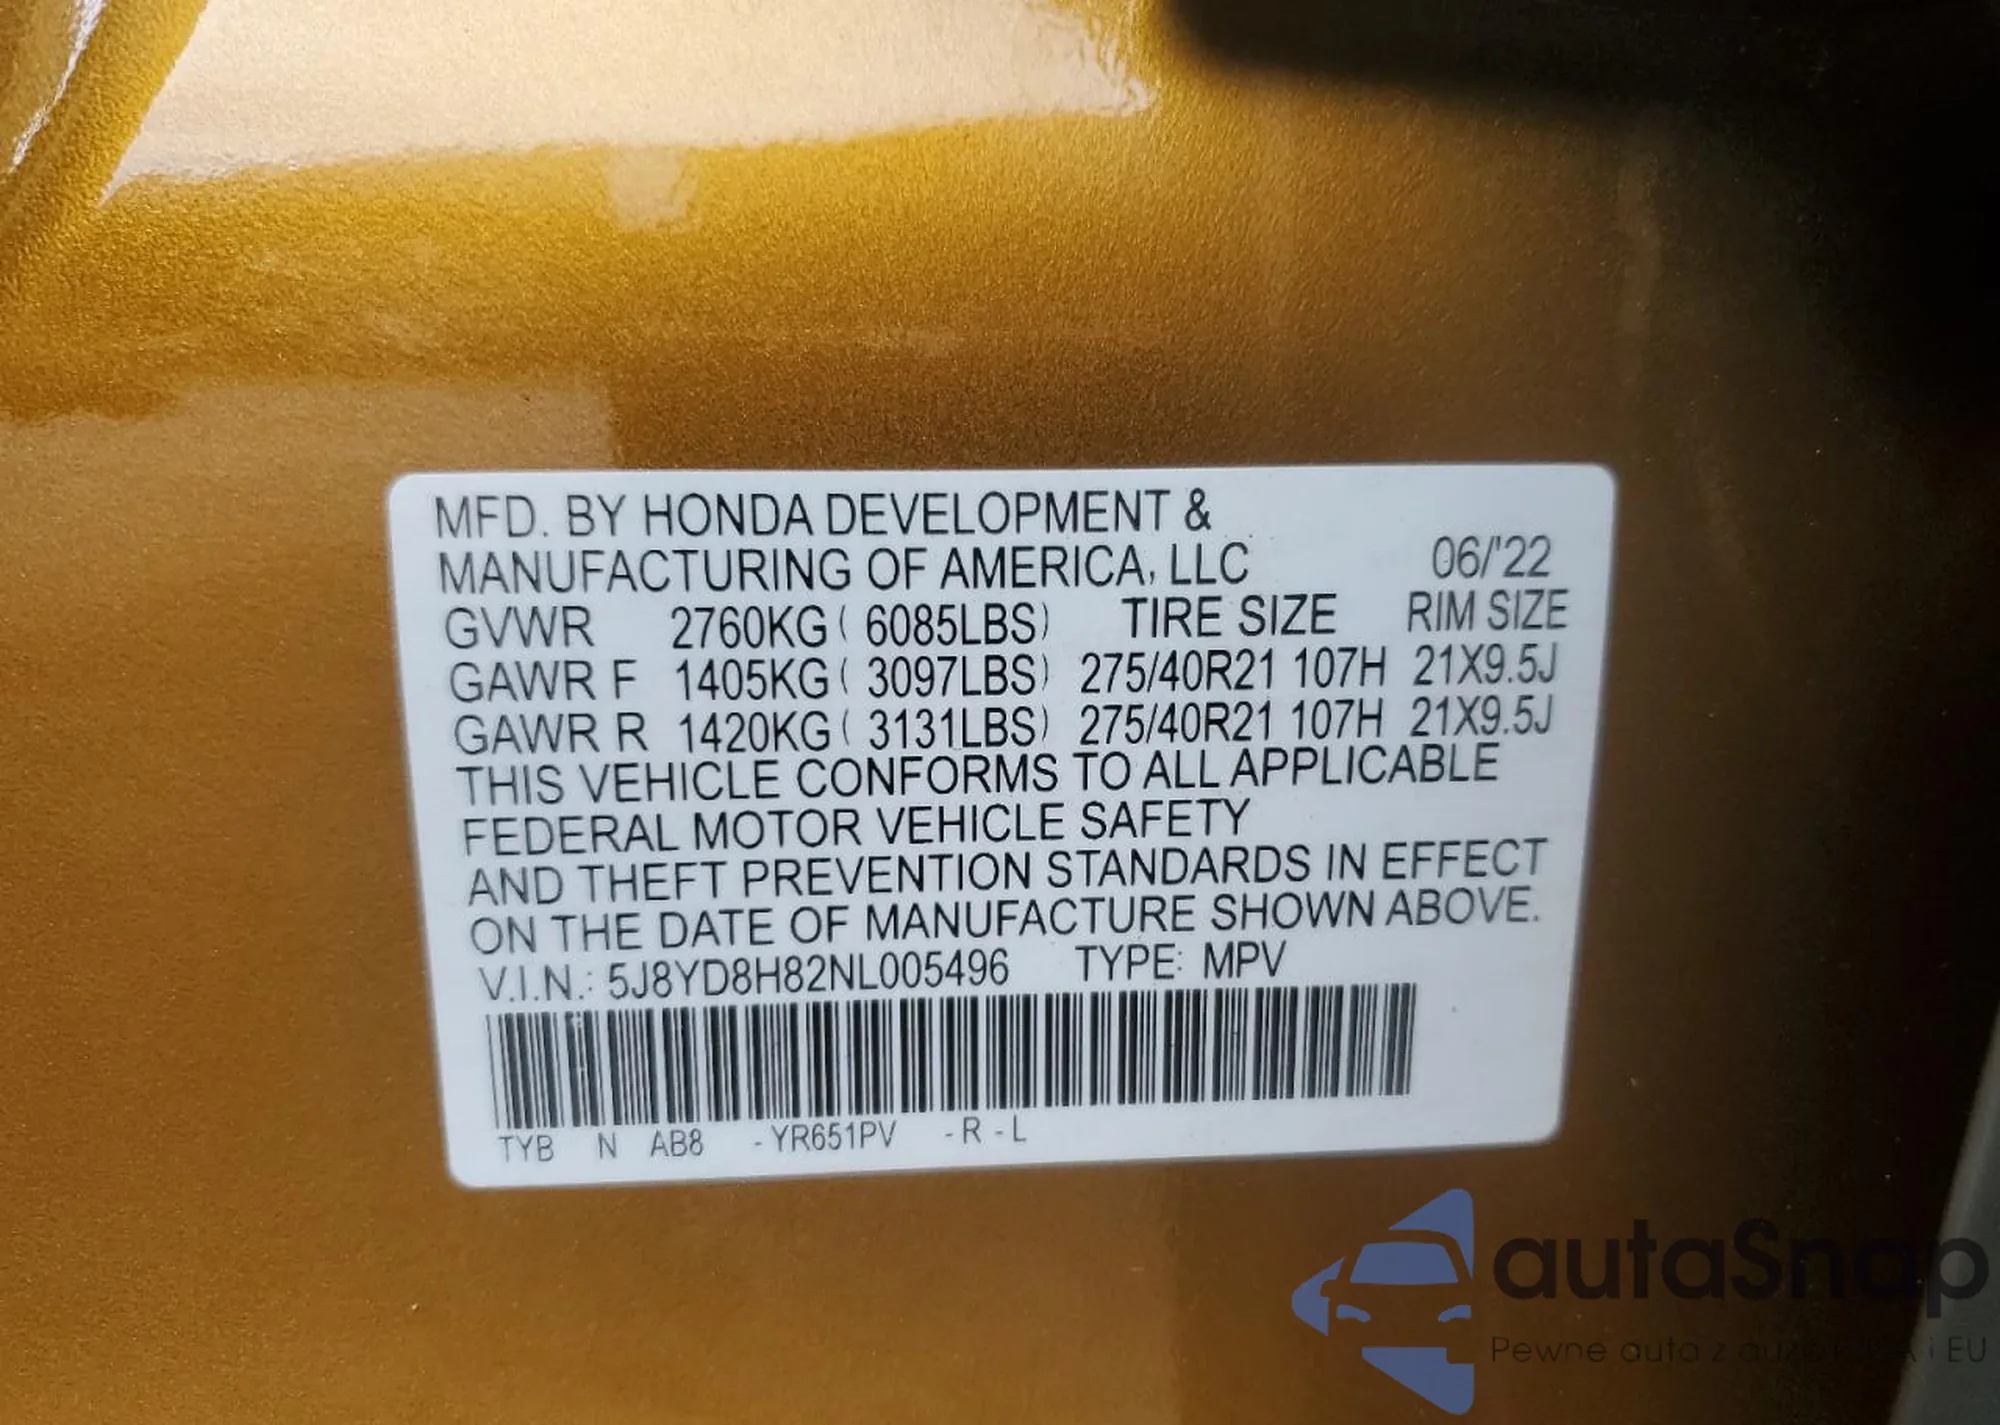 MFD. BY HONDA DEVELOPMENT &
MANUFACTURING OF AMERICA, LLC 06/'22
GVWR 2760KG ( 6085LBS) TIRE SIZE RIM SIZE
GAWR F 1405KG ( 3097LBS) 275/40R21 107H 21X9.5J
GAWR R 1420KG ( 3131LBS) 275/40R21 107H 21X9.5J
THIS VEHICLE CONFORMS TO ALL APPLICABLE
FEDERAL MOTOR VEHICLE SAFETY
AND THEFT PREVENTION STANDARDS IN EFFECT
ON THE DATE OF MANUFACTURE SHOWN ABOVE.
V.I.N.: 5J8YD8H82NL005496 TYPE: MPV
TYB N AB8 - YR651PV - R - L
autaSnap
Pewne auta z i EU